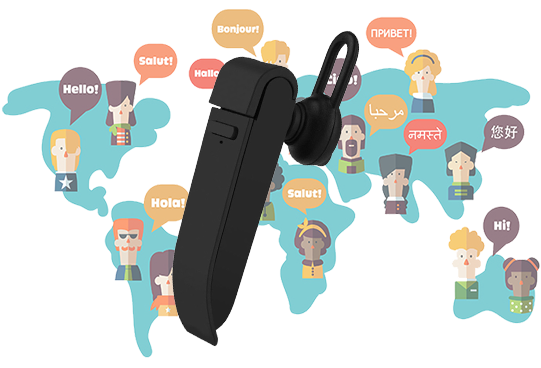 Bonjour!
ПРИВЕТ!
Salut!
Hallo
Hello!
مرحبا
नमस्ते
您好
Hola!
Salut!
Hi!